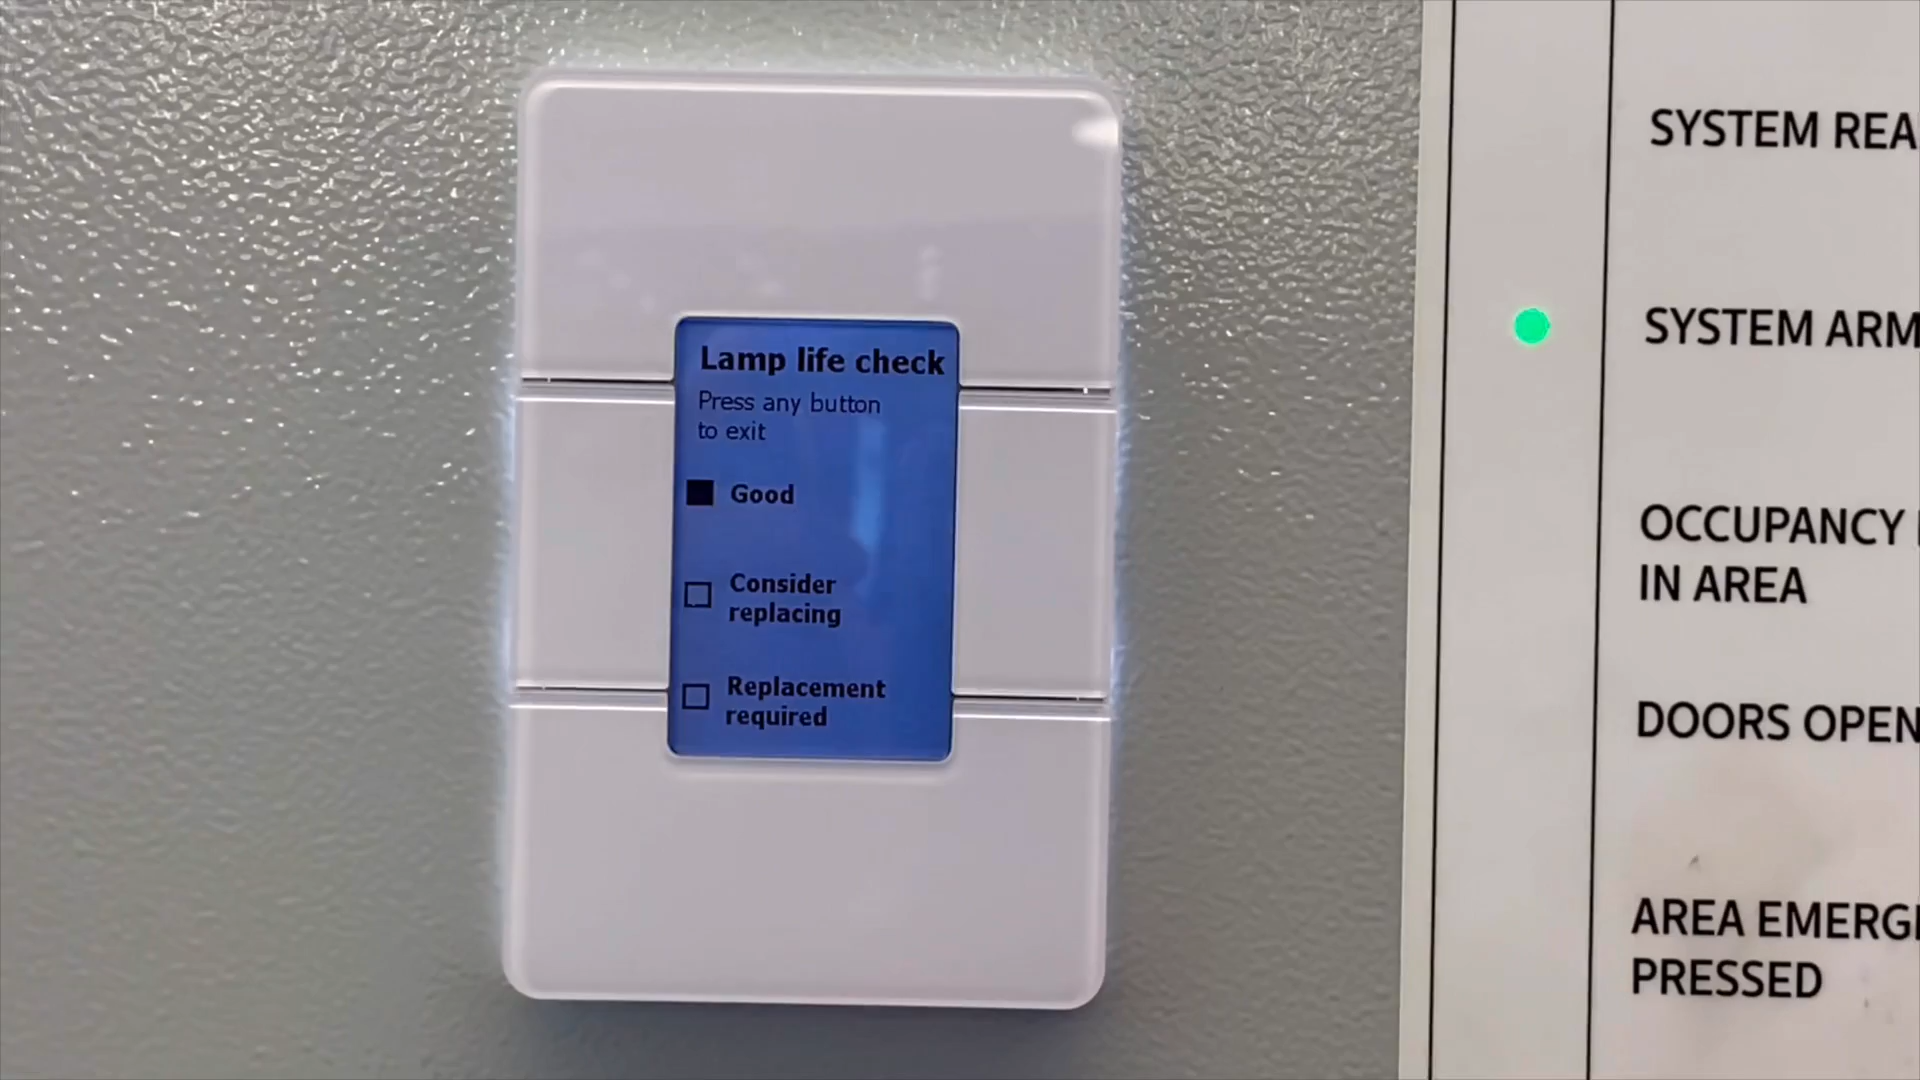 Lamp life check
Press any button
to exit
Good
Consider
replacing
Replacement
required
SYSTEM REA
SYSTEM ARM
OCCUPANCY
IN AREA
DOORS OPEN
AREA EMERG
PRESSED